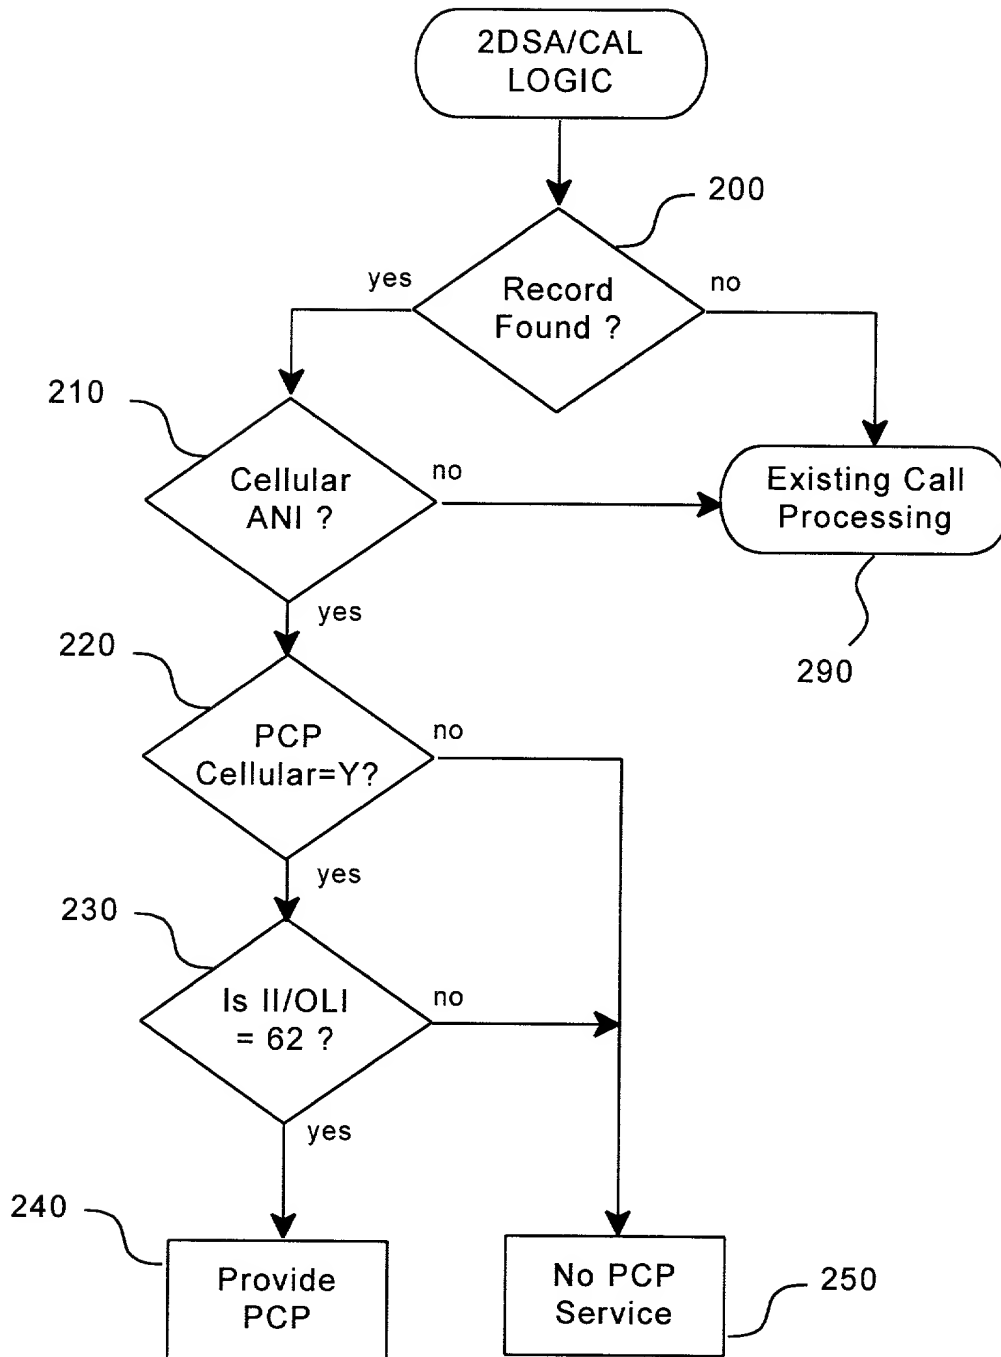 2DSA/CAL
LOGIC
200
yes
Record
Found ?
no
210
Cellular
ANI ?
no
Existing Call
Processing
yes
290
220
PCP
Cellular=Y?
no
yes
230
Is II/OLI
= 62 ?
no
yes
240
Provide
PCP
No PCP
Service
250